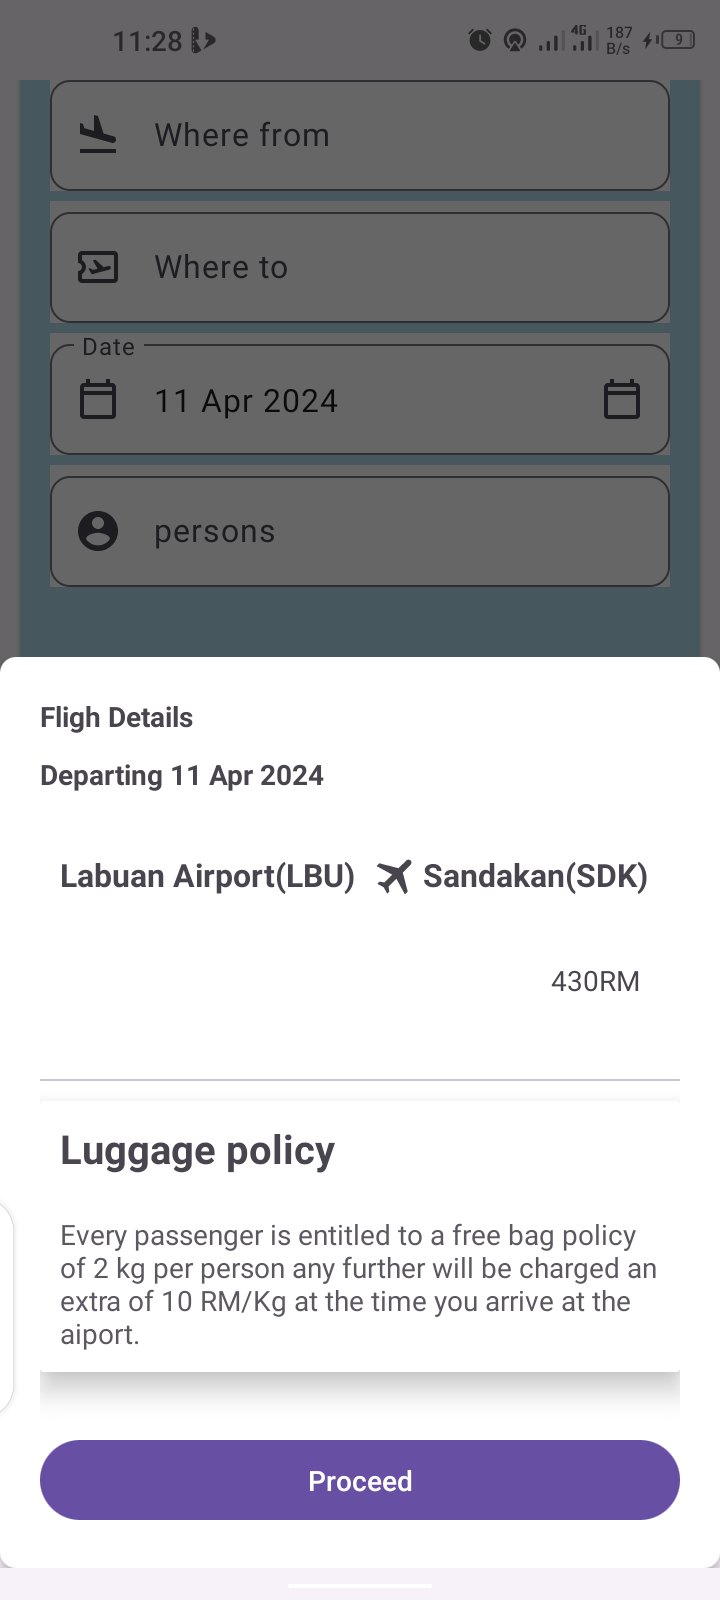 11:28
4G 187 B/s 9
Where from
Where to
Date
11 Apr 2024
persons
Fligh Details
Departing 11 Apr 2024
Labuan Airport(LBU) Sandakan(SDK)
430RM
Luggage policy
Every passenger is entitled to a free bag policy
of 2 kg per person any further will be charged an
extra of 10 RM/Kg at the time you arrive at the
aiport.
Proceed